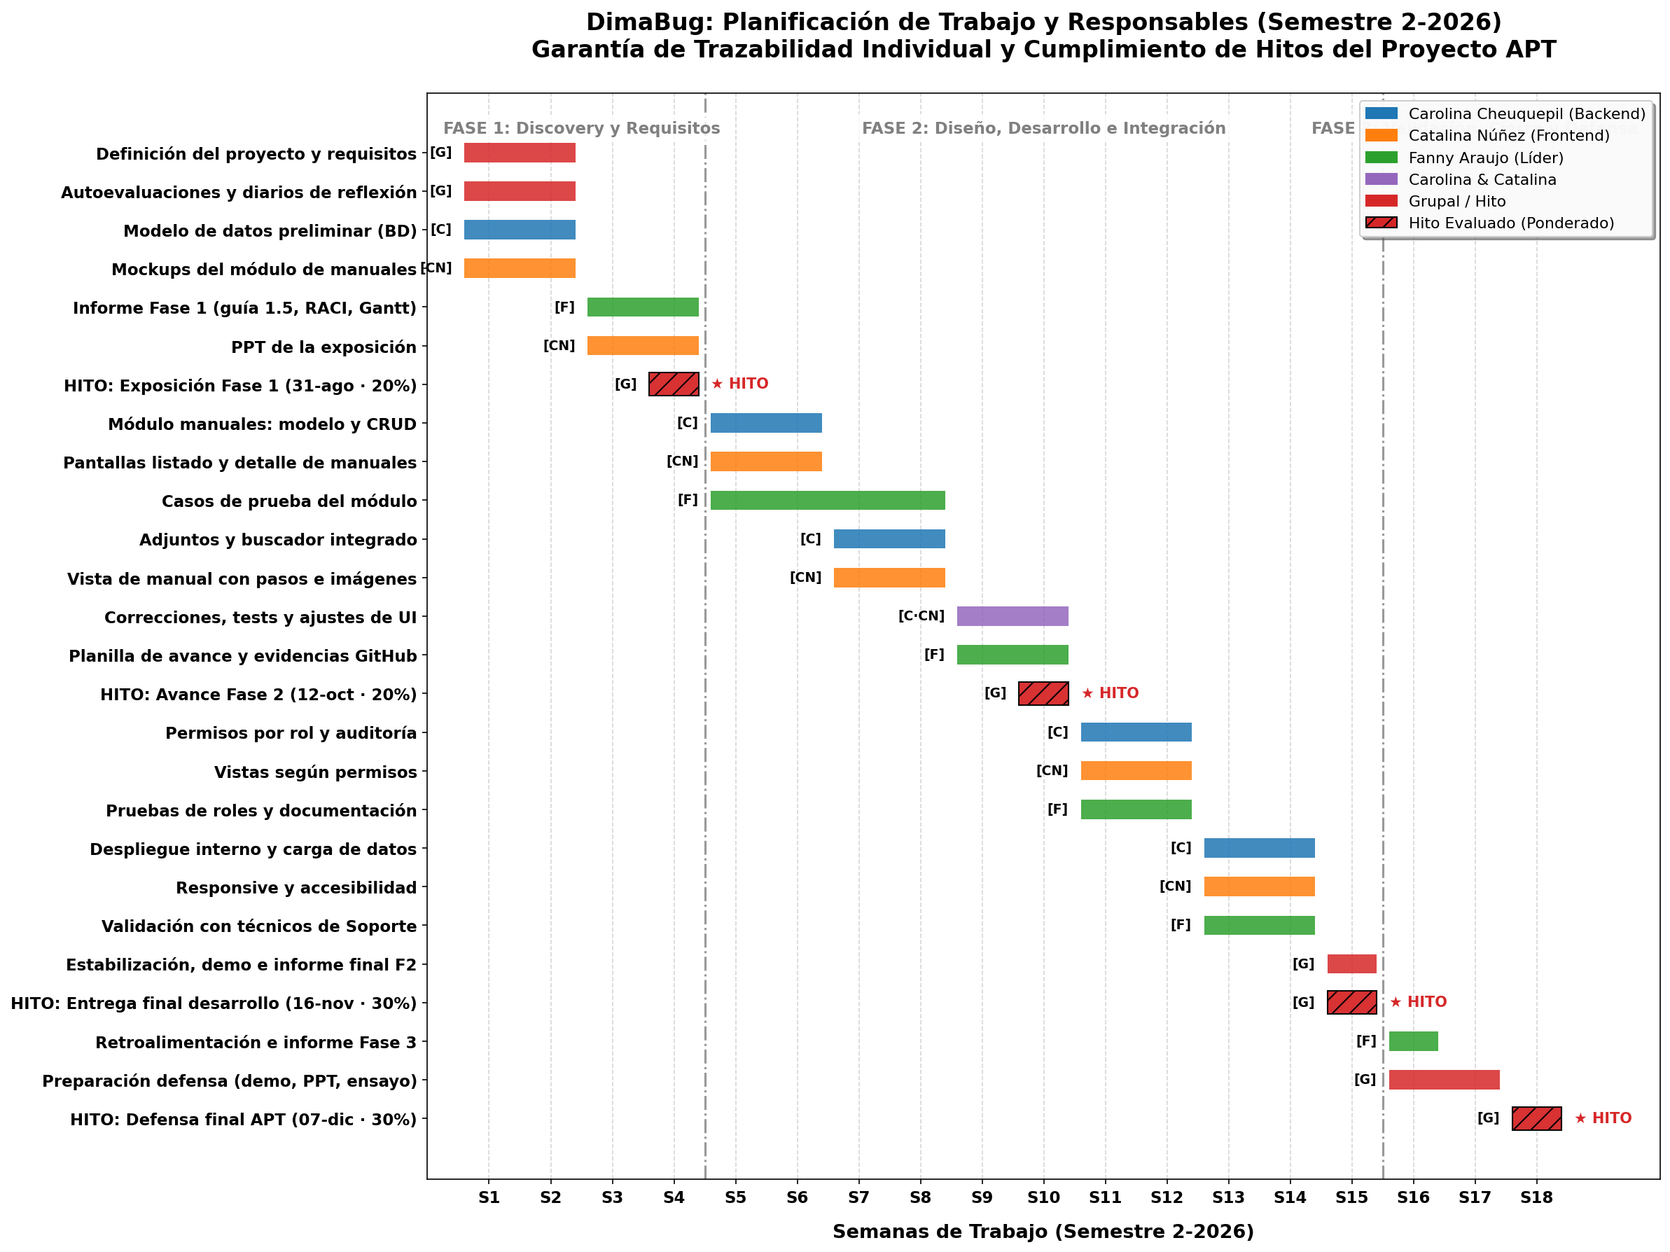 DimaBug: Planificación de Trabajo y Responsables (Semestre 2-2026)
Garantía de Trazabilidad Individual y Cumplimiento de Hitos del Proyecto APT
FASE 1: Discovery y Requisitos
FASE 2: Diseño, Desarrollo e Integración
FASE
Carolina Cheuquepil (Backend)
Catalina Núñez (Frontend)
Fanny Araujo (Líder)
Carolina & Catalina
Grupal / Hito
Hito Evaluado (Ponderado)
Definición del proyecto y requisitos [G]
Autoevaluaciones y diarios de reflexión [G]
Modelo de datos preliminar (BD) [C]
Mockups del módulo de manuales [CN]
Informe Fase 1 (guía 1.5, RACI, Gantt) [F]
PPT de la exposición [CN]
HITO: Exposición Fase 1 (31-ago · 20%) [G] ★ HITO
Módulo manuales: modelo y CRUD [C]
Pantallas listado y detalle de manuales [CN]
Casos de prueba del módulo [F]
Adjuntos y buscador integrado [C]
Vista de manual con pasos e imágenes [CN]
Correcciones, tests y ajustes de UI [C·CN]
Planilla de avance y evidencias GitHub [F]
HITO: Avance Fase 2 (12-oct · 20%) [G] ★ HITO
Permisos por rol y auditoría [C]
Vistas según permisos [CN]
Pruebas de roles y documentación [F]
Despliegue interno y carga de datos [C]
Responsive y accesibilidad [CN]
Validación con técnicos de Soporte [F]
Estabilización, demo e informe final F2 [G]
HITO: Entrega final desarrollo (16-nov · 30%) [G] ★ HITO
Retroalimentación e informe Fase 3 [F]
Preparación defensa (demo, PPT, ensayo) [G]
HITO: Defensa final APT (07-dic · 30%) [G] ★ HITO
S1 S2 S3 S4 S5 S6 S7 S8 S9 S10 S11 S12 S13 S14 S15 S16 S17 S18
Semanas de Trabajo (Semestre 2-2026)